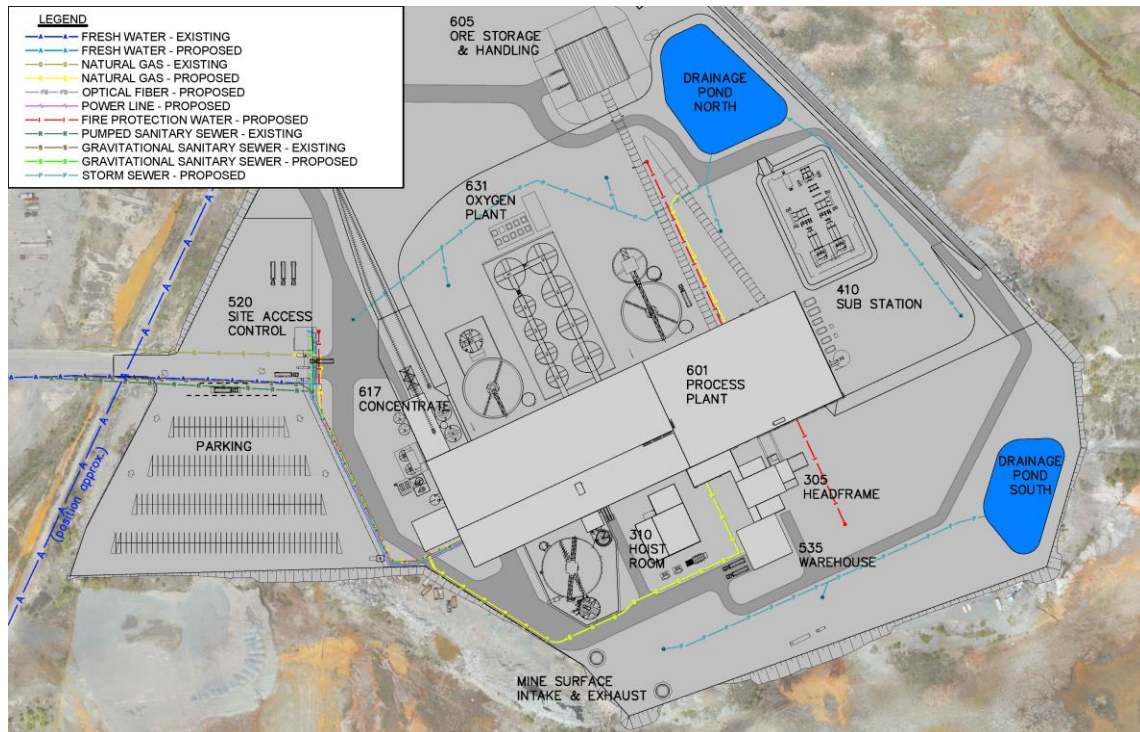 LEGEND
FRESH WATER - EXISTING
FRESH WATER - PROPOSED
NATURAL GAS - EXISTING
NATURAL GAS - PROPOSED
OPTICAL FIBER - PROPOSED
POWER LINE - PROPOSED
FIRE PROTECTION WATER - PROPOSED
PUMPED SANITARY SEWER - EXISTING
GRAVITATIONAL SANITARY SEWER - EXISTING
GRAVITATIONAL SANITARY SEWER - PROPOSED
STORM SEWER - PROPOSED
605
ORE STORAGE
& HANDLING
DRAINAGE
POND
NORTH
631
OXYGEN
PLANT
410
SUB STATION
520
SITE ACCESS
CONTROL
617
CONCENTRATE
601
PROCESS
PLANT
PARKING
(position approx.)
DRAINAGE
POND
SOUTH
305
HEADFRAME
310
HOIST
ROOM
535
WAREHOUSE
MINE SURFACE
INTAKE & EXHAUST